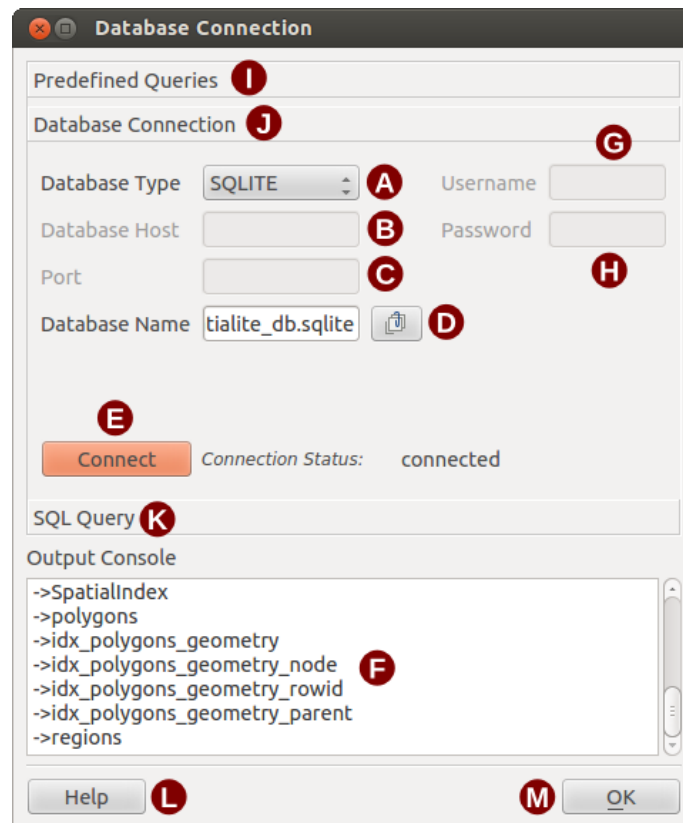 Database Connection
Predefined Queries I
Database Connection J
G
Database Type SQLITE A Username
Database Host B Password
Port C H
Database Name tialite_db.sqlite D
E
Connect Connection Status: connected
SQL Query K
Output Console
->SpatialIndex
->polygons
->idx_polygons_geometry
->idx_polygons_geometry_node F
->idx_polygons_geometry_rowid
->idx_polygons_geometry_parent
->regions
Help L M OK